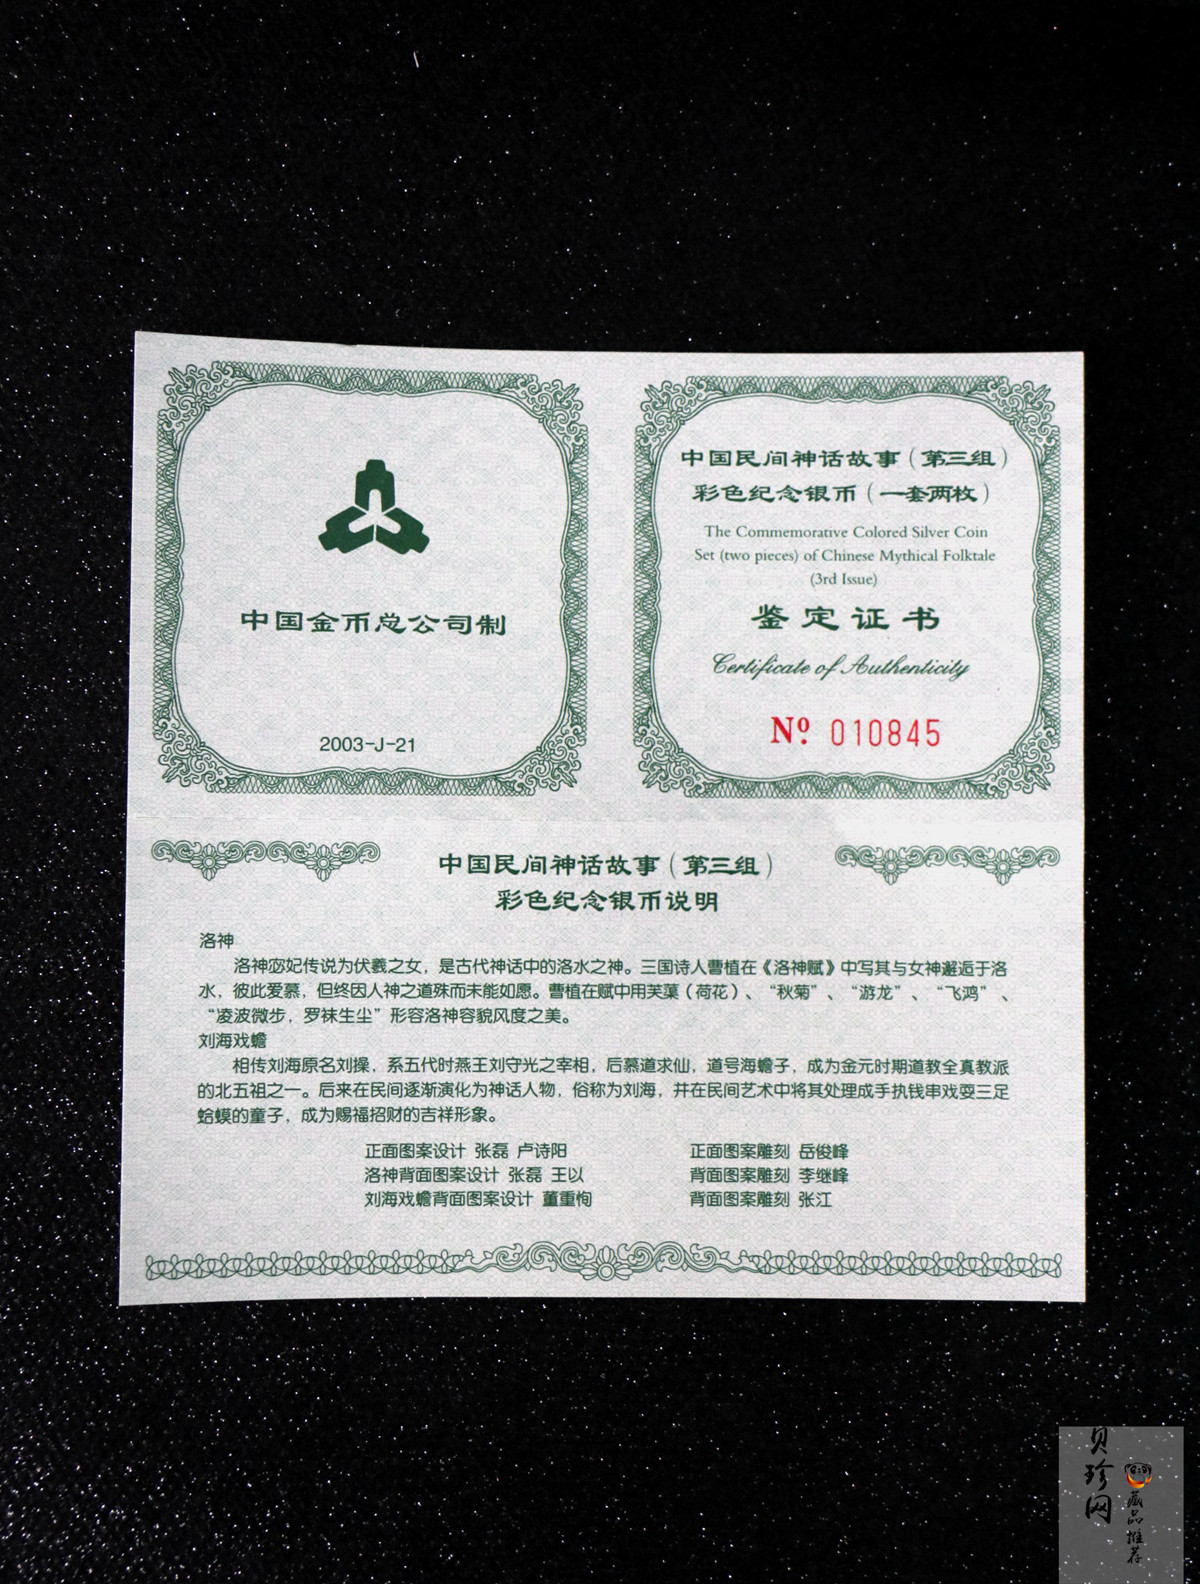 中国金币总公司制
2003-J-21
中国民间神话故事（第三组）
彩色纪念银币（一套两枚）
The Commemorative Colored Silver Coin
Set (two pieces) of Chinese Mythical Folktale
(3rd Issue)
鉴定证书
Certificate of Authenticity
Nº 010845
中国民间神话故事（第三组）
彩色纪念银币说明
洛神
洛神宓妃传说为伏羲之女，是古代神话中的洛水之神。三国诗人曹植在《洛神赋》中写其与女神邂逅于洛
水，彼此爱慕，但终因人神之道殊而未能如愿。曹植在赋中用芙蕖（荷花）、“秋菊”、“游龙”、“飞鸿”、
“凌波微步，罗袜生尘”形容洛神容貌风度之美。
刘海戏蟾
相传刘海原名刘操，系五代时燕王刘守光之宰相，后慕道求仙，道号海蟾子，成为金元时期道教全真教派
的北五祖之一。后来在民间逐渐演化为神话人物，俗称为刘海，并在民间艺术中将其处理成手执钱串戏耍三足
蛤蟆的童子，成为赐福招财的吉祥形象。
正面图案设计 张磊 卢诗阳
正面图案雕刻 岳俊峰
洛神背面图案设计 张磊 王以
背面图案雕刻 李继峰
刘海戏蟾背面图案设计 董重恂
背面图案雕刻 张江
贝珍网
藏品推荐